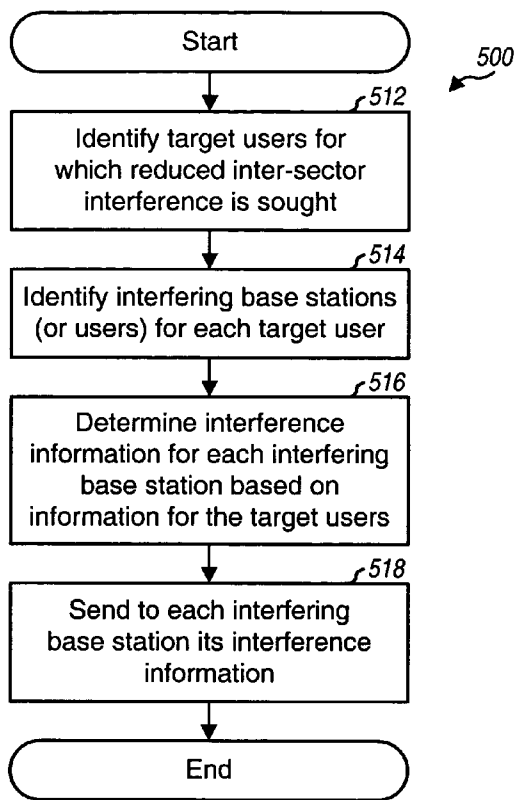 Start
500
512
Identify target users for
which reduced inter-sector
interference is sought
514
Identify interfering base stations
(or users) for each target user
516
Determine interference
information for each interfering
base station based on
information for the target users
518
Send to each interfering
base station its interference
information
End